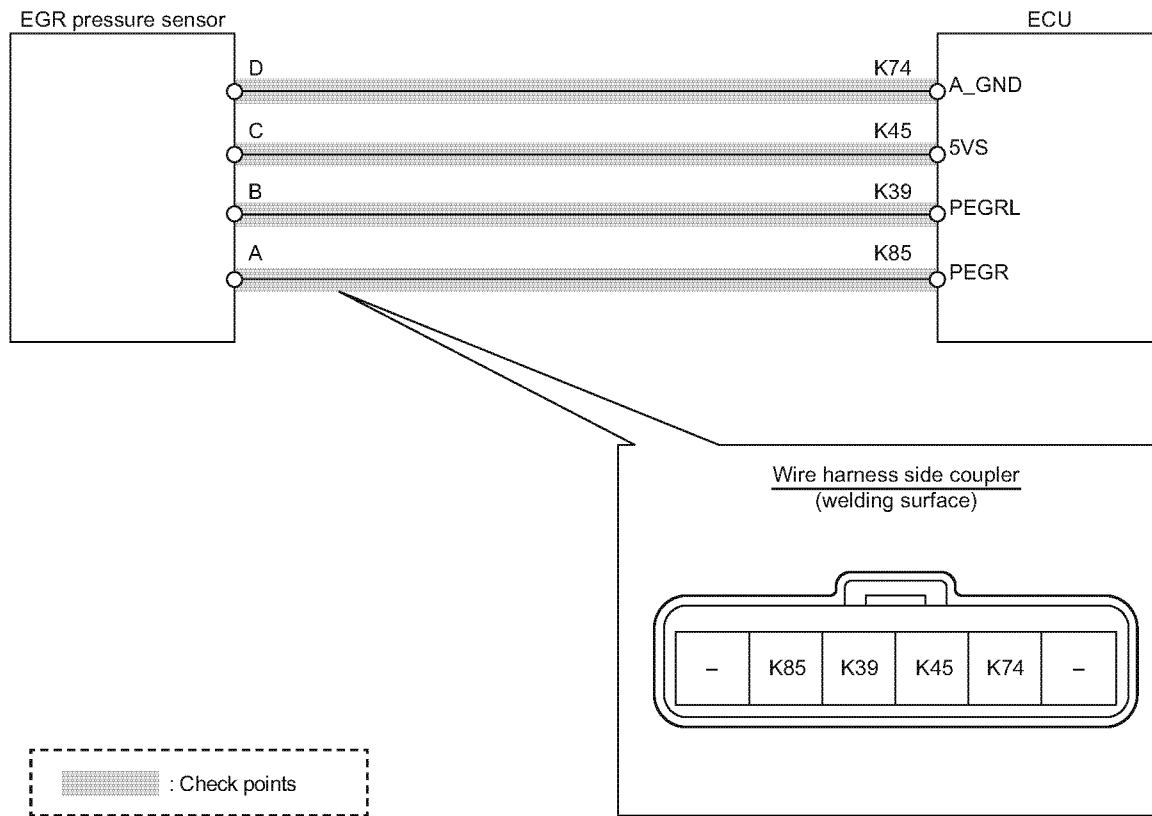 EGR pressure sensor
ECU
D
K74
A_GND
C
K45
5VS
B
K39
PEGRL
A
K85
PEGR
Wire harness side coupler
(welding surface)
– K85 K39 K45 K74 –
: Check points